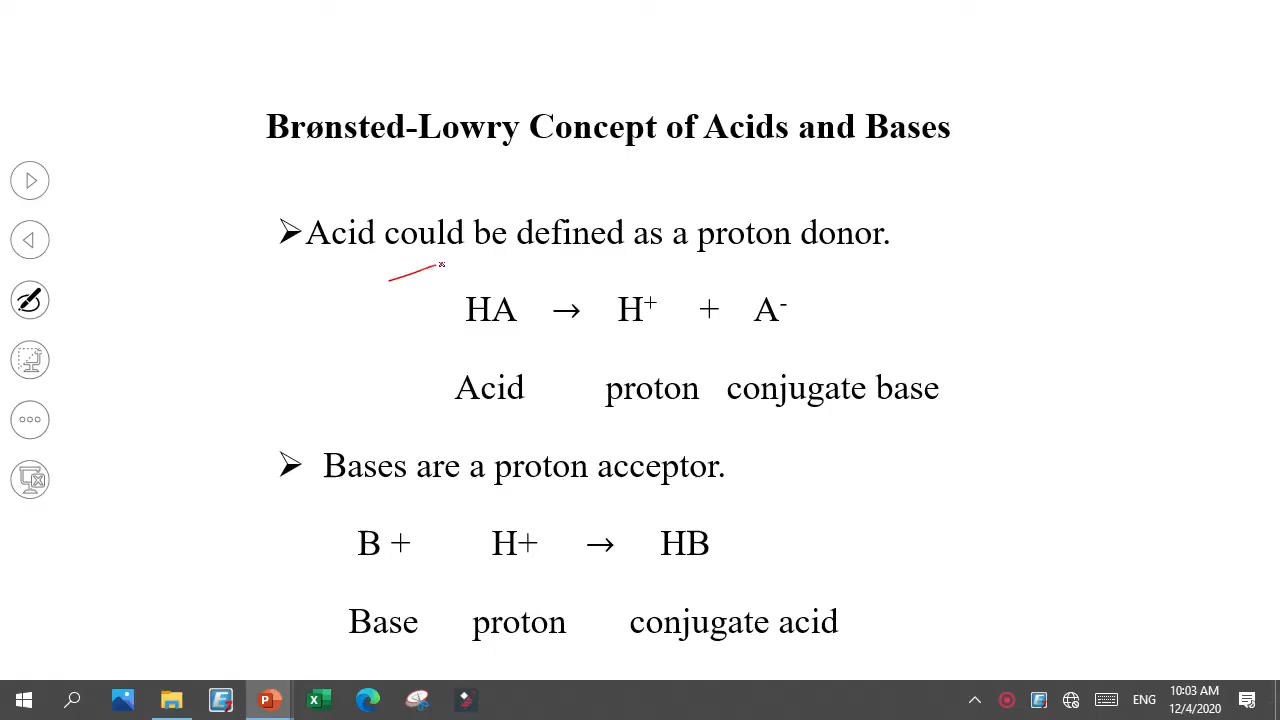 Brønsted-Lowry Concept of Acids and Bases
➢Acid could be defined as a proton donor.
HA → H⁺ + A⁻
Acid proton conjugate base
➢ Bases are a proton acceptor.
B + H+ → HB
Base proton conjugate acid
ENG
10:03 AM
12/4/2020